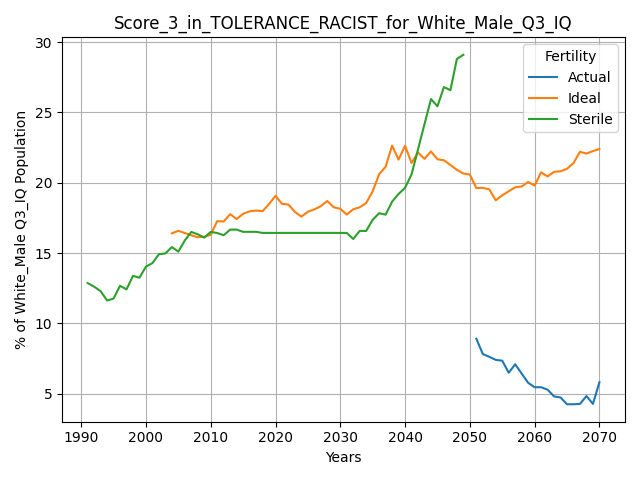 Score_3_in_TOLERANCE_RACIST_for_White_Male_Q3_IQ
% of White_Male Q3_IQ Population
30
25
20
15
10
5
Fertility
Actual
Ideal
Sterile
1990 2000 2010 2020 2030 2040 2050 2060 2070
Years